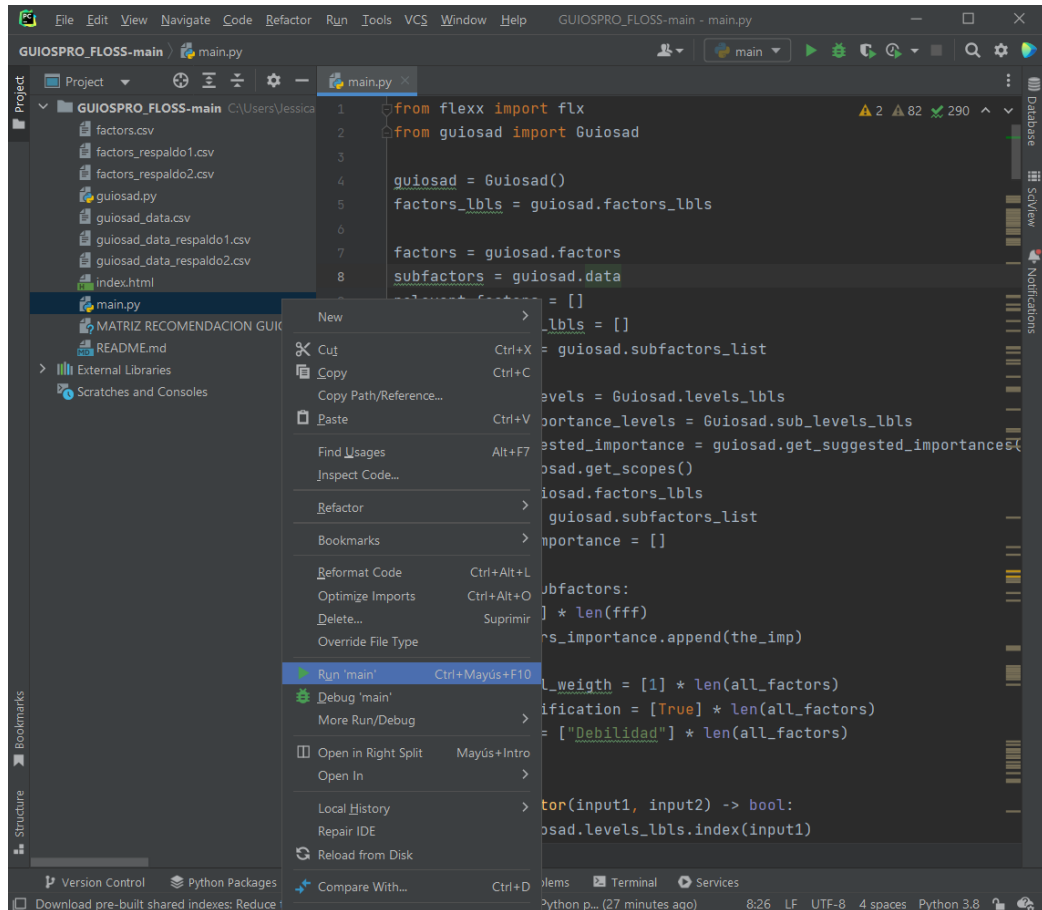 PC File Edit View Navigate Code Refactor Run Tools VCS Window Help GUIOSPRO_FLOSS-main - main.py
GUIOSPRO_FLOSS-main main.py main
Project
Project
main.py
GUIOSPRO_FLOSS-main C:\Users\Jessica
factors.csv
factors_respaldo1.csv
factors_respaldo2.csv
guiosad.py
guiosad_data.csv
guiosad_data_respaldo1.csv
guiosad_data_respaldo2.csv
index.html
main.py
MATRIZ RECOMENDACION GUIO
README.md
External Libraries
Scratches and Consoles
1 from flexx import flx
2 from guiosad import Guiosad
3
4 guiosad = Guiosad()
5 factors_lbls = guiosad.factors_lbls
6
7 factors = guiosad.factors
8 subfactors = guiosad.data
= []
_lbls = []
= guiosad.subfactors_list
evels = Guiosad.levels_lbls
portance_levels = Guiosad.sub_levels_lbls
ested_importance = guiosad.get_suggested_importances(
osad.get_scopes()
iosad.factors_lbls
guiosad.subfactors_list
mportance = []
ubfactors:
] * len(fff)
rs_importance.append(the_imp)
l_weigth = [1] * len(all_factors)
ification = [True] * len(all_factors)
= ["Debilidad"] * len(all_factors)
tor(input1, input2) -> bool:
osad.levels_lbls.index(input1)
2 82 290
Database
SciView
Notifications
New
Cut Ctrl+X
Copy Ctrl+C
Copy Path/Reference...
Paste Ctrl+V
Find Usages Alt+F7
Inspect Code...
Refactor
Bookmarks
Reformat Code Ctrl+Alt+L
Optimize Imports Ctrl+Alt+O
Delete... Suprimir
Override File Type
Run 'main' Ctrl+Mayús+F10
Debug 'main'
More Run/Debug
Open in Right Split Mayús+Intro
Open In
Local History
Repair IDE
Reload from Disk
Compare With... Ctrl+D
Bookmarks
Structure
Version Control Python Packages blems Terminal Services
Download pre-built shared indexes: Reduce Python p... (27 minutes ago) 8:26 LF UTF-8 4 spaces Python 3.8